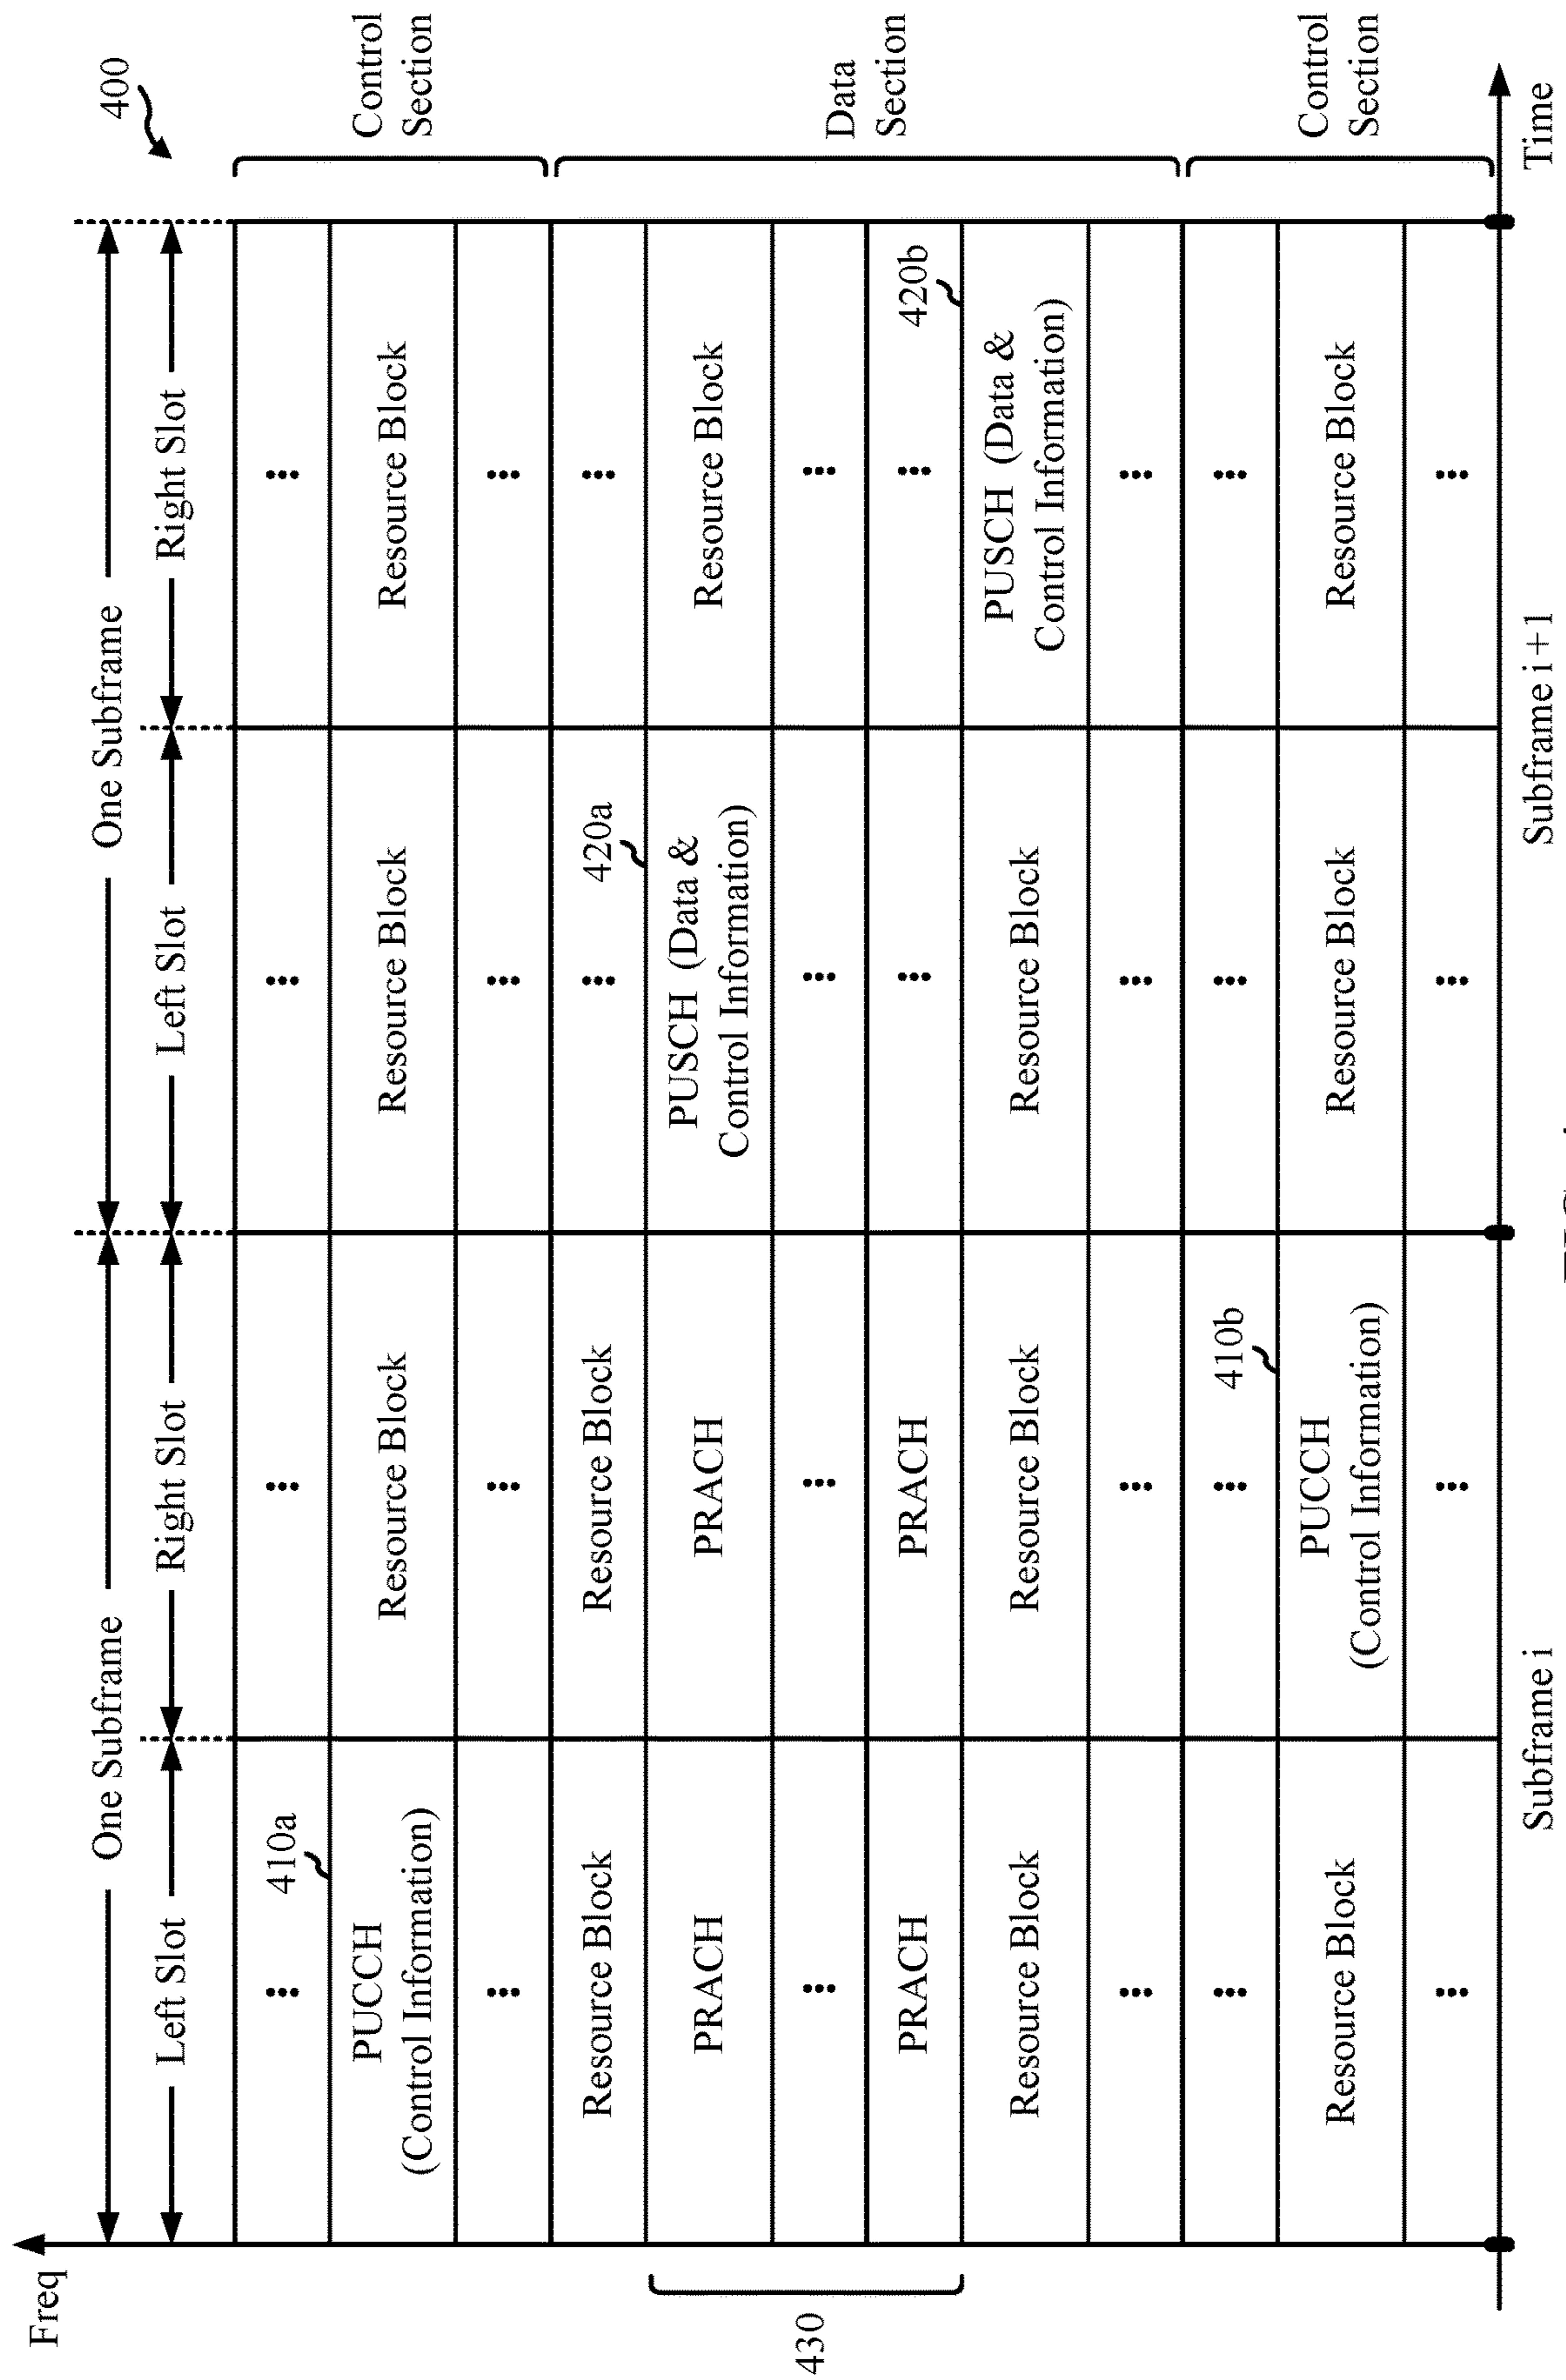 400
One Subframe
One Subframe
Left Slot
Right Slot
Left Slot
Right Slot
Freq
Control
Section
Data
Section
Control
Section
430
⋮
⋮
⋮
⋮
410a
PUCCH
(Control Information)
Resource Block
Resource Block
Resource Block
⋮
⋮
⋮
⋮
Resource Block
Resource Block
⋮
⋮
420a
PRACH
PRACH
PUSCH (Data &
Control Information)
Resource Block
⋮
⋮
⋮
⋮
PRACH
PRACH
⋮
⋮
420b
Resource Block
Resource Block
Resource Block
PUSCH (Data &
Control Information)
⋮
⋮
⋮
⋮
⋮
⋮
⋮
⋮
410b
Resource Block
PUCCH
(Control Information)
Resource Block
Resource Block
⋮
⋮
⋮
⋮
Subframe i
Subframe i+1
Time